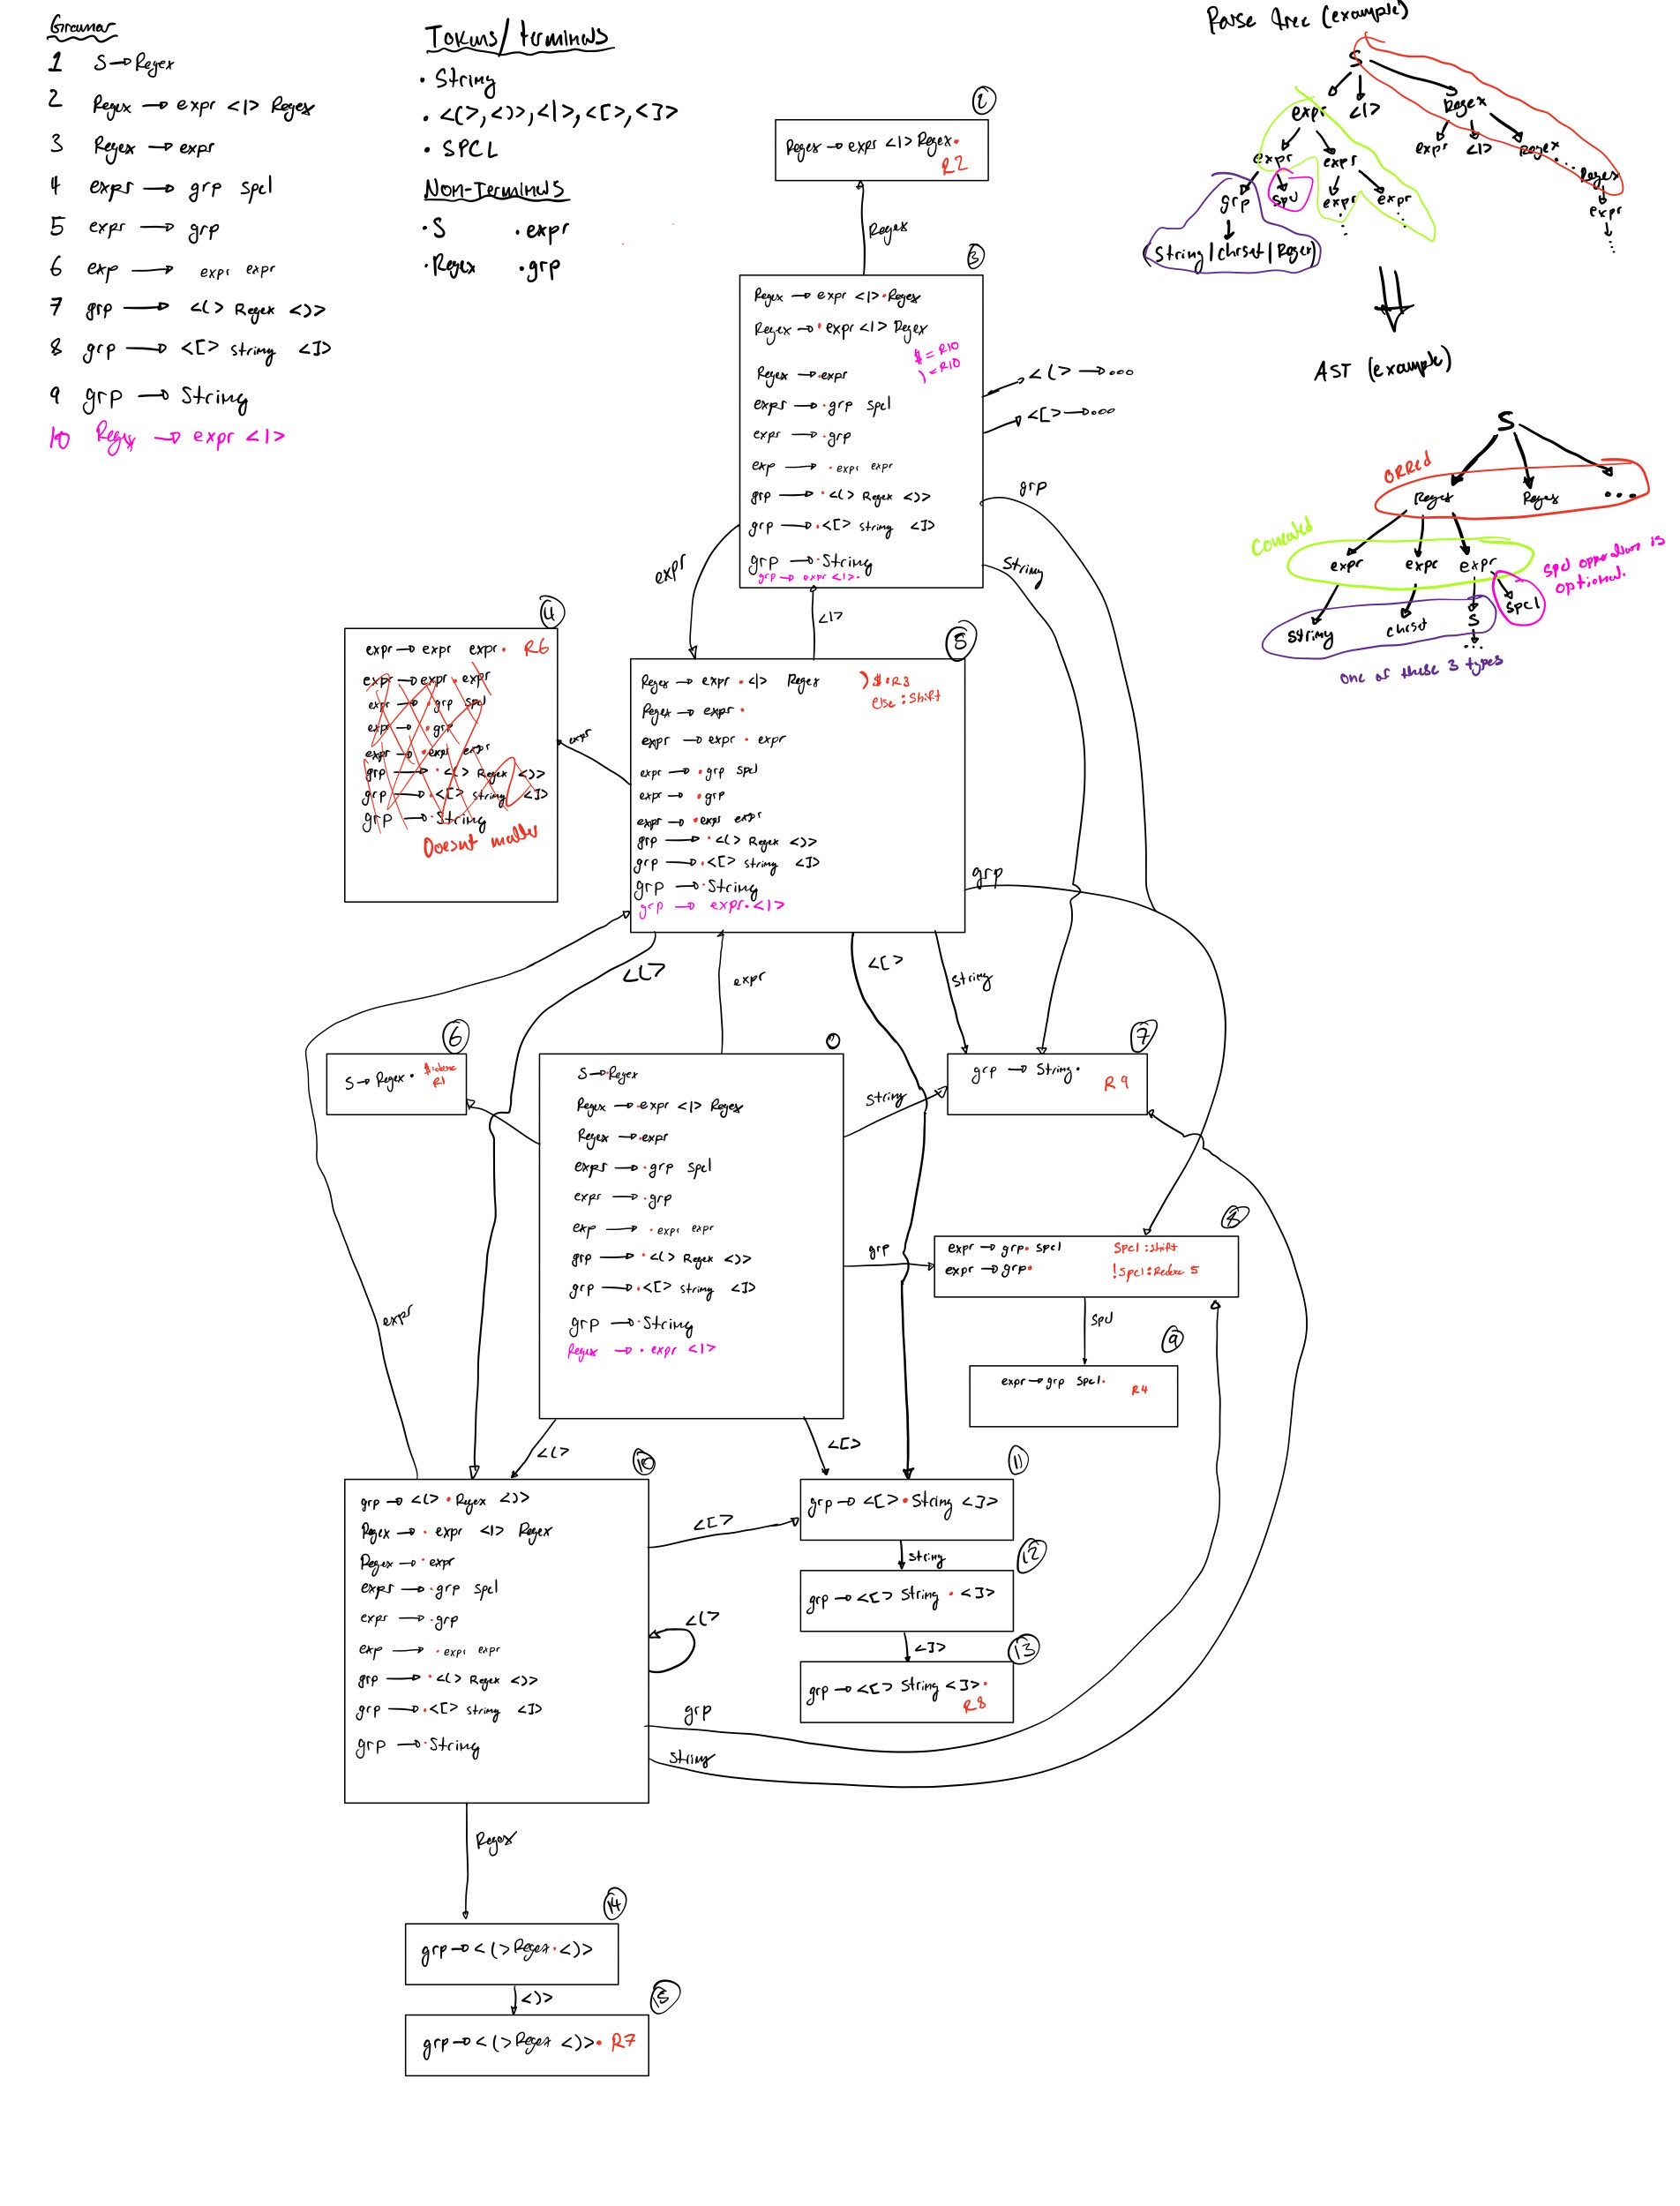 Grammar
1 S→Regex
2 Regex → expr <|> Regex
3 Regex → expr
4 expr → grp spcl
5 expr → grp
6 exp → expr expr
7 grp → <(> Regex <)>
8 grp → <[> string <]>
9 grp → String
10 Regex → expr <|>
Tokens/terminals
• String
• <(>,<)>,<|>,<[>,<]>
• SPCL
Non-Terminals
•S •expr
•Regex •grp
Parse tree (example)
S
expr <|> Regex
expr expr expr <|> Regex...
grp spcl expr expr Regex
: : expr
(String/chrset/Regex) :
AST (example)
S
ORRed
Regex Regex ...
Concated
expr expr expr
spcl opperation is
optional.
string chrset S spcl
...
one of these 3 types
2
Regex → expr <|> Regex•
R2
Regex
3
Regex → expr <|>•Regex
Regex →• expr <|> Regex
$ = R10
) = R10
Regex →•expr
expr → •grp spcl
expr → •grp
exp → •expr expr
grp → •<(> Regex <)>
grp → •<[> string <]>
grp →•String
grp → expr <|>•
<(> →...
<[> →...
grp
String
expr
<|>
4
expr → expr expr• R6
expr → expr • expr
expr → •grp spcl
expr → •grp
expr → •expr expr
grp → •<(> Regex <)>
grp → •<[> string <]>
grp →•String
Doesnt matter
expr
5
Regex → expr •<|> Regex )$:R3
Else: Shift
Regex → expr •
expr → expr • expr
expr → •grp spcl
expr → •grp
expr → •expr expr
grp → •<(> Regex <)>
grp → •<[> string <]>
grp →•String
grp → expr•<|>
grp
<(>
expr
<[>
string
6
S→ Regex •
R1
0
S→•Regex
Regex →•expr <|> Regex
Regex →•expr
expr → •grp spcl
expr → •grp
exp → •expr expr
grp → •<(> Regex <)>
grp → •<[> string <]>
grp →•String
Regex → • expr <|>
String
7
grp → String•
R9
grp
8
expr → grp• spcl Spcl:shift
expr → grp• !Spcl:Reduce 5
spcl
9
expr→grp spcl•
R4
expr
<(>
<[>
10
grp → <(> •Regex <)>
Regex → • expr <|> Regex
Regex → •expr
expr → •grp spcl
expr → •grp
exp → •expr expr
grp → •<(> Regex <)>
grp → •<[> string <]>
grp →•String
<[>
<(>
grp
string
Regex
11
grp→ <[>•String <]>
string
12
grp→<[> String • <]>
<]>
13
grp→<[> String <]>•
R8
14
grp→<(>Regex•<)>
<)>
15
grp→<(>Regex <)>• R7